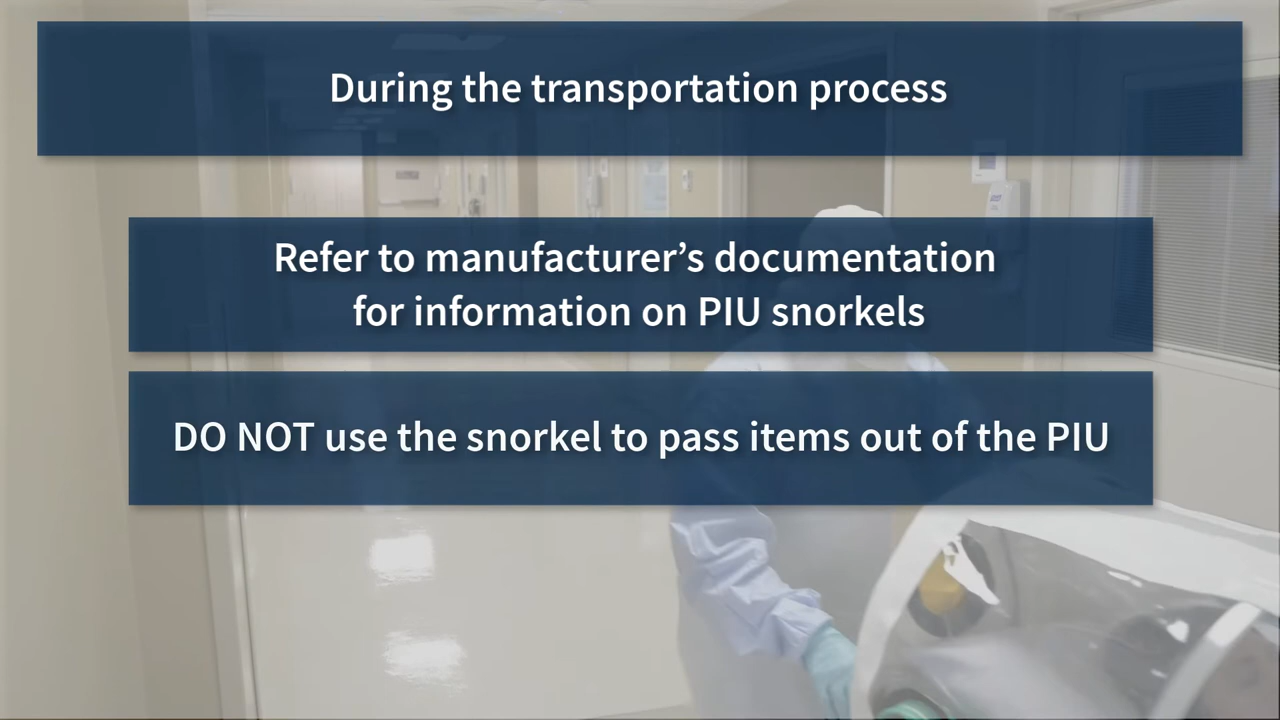 During the transportation process
Refer to manufacturer’s documentation
for information on PIU snorkels
DO NOT use the snorkel to pass items out of the PIU